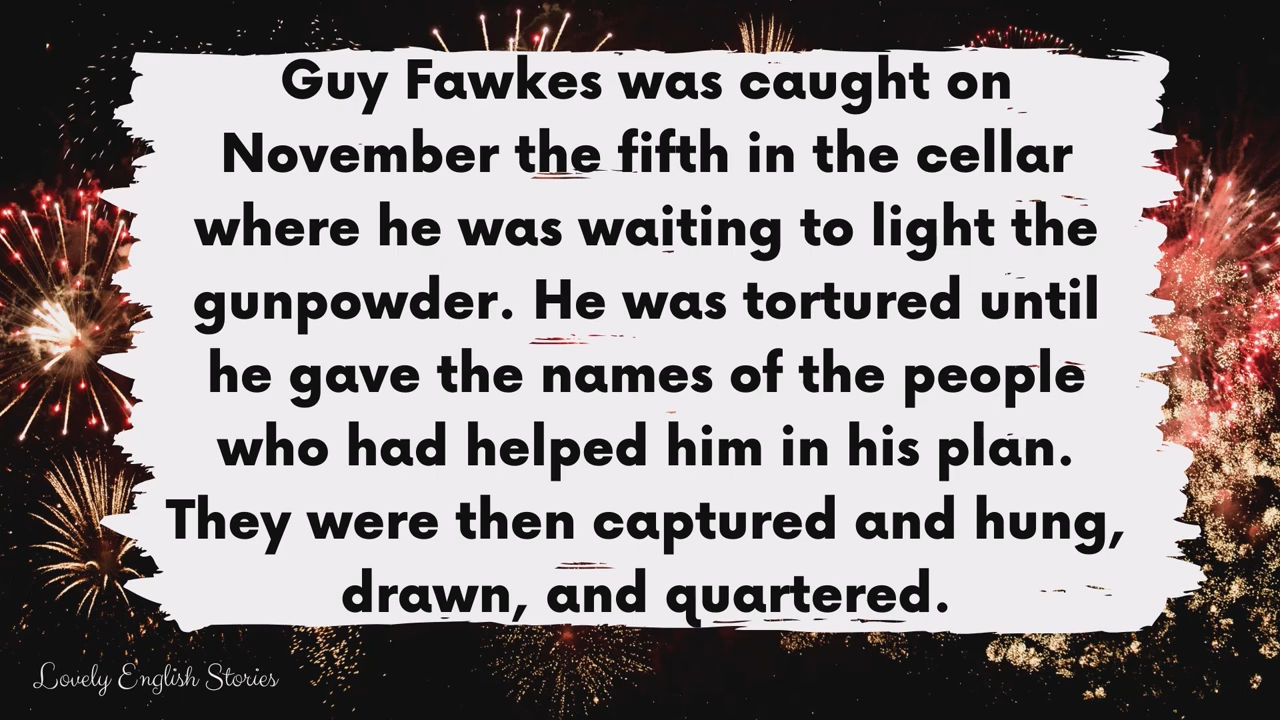 Guy Fawkes was caught on
November the fifth in the cellar
where he was waiting to light the
gunpowder. He was tortured until
he gave the names of the people
who had helped him in his plan.
They were then captured and hung,
drawn, and quartered.
Lovely English Stories